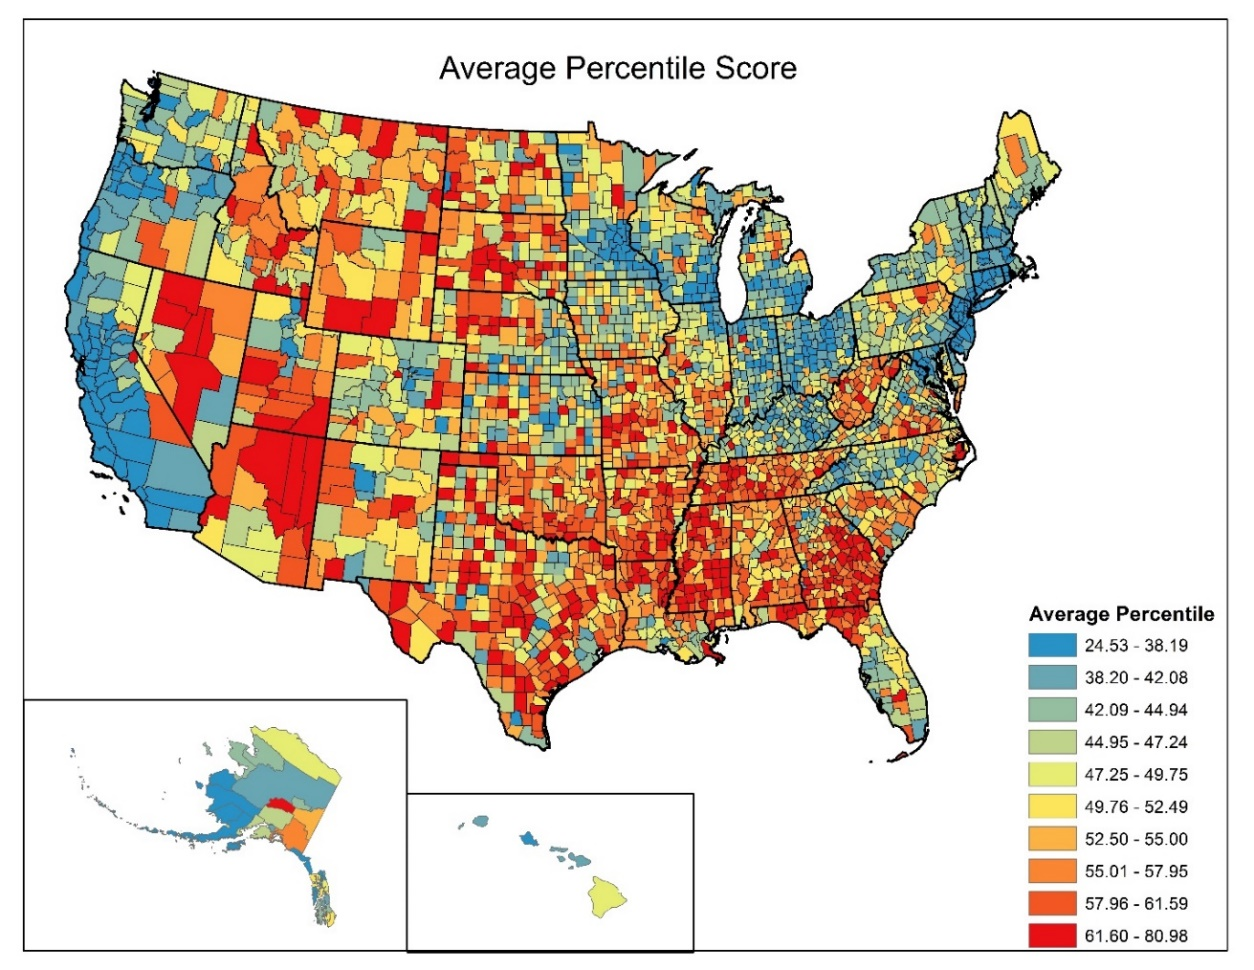 Average Percentile Score
Average Percentile
24.53 - 38.19
38.20 - 42.08
42.09 - 44.94
44.95 - 47.24
47.25 - 49.75
49.76 - 52.49
52.50 - 55.00
55.01 - 57.95
57.96 - 61.59
61.60 - 80.98